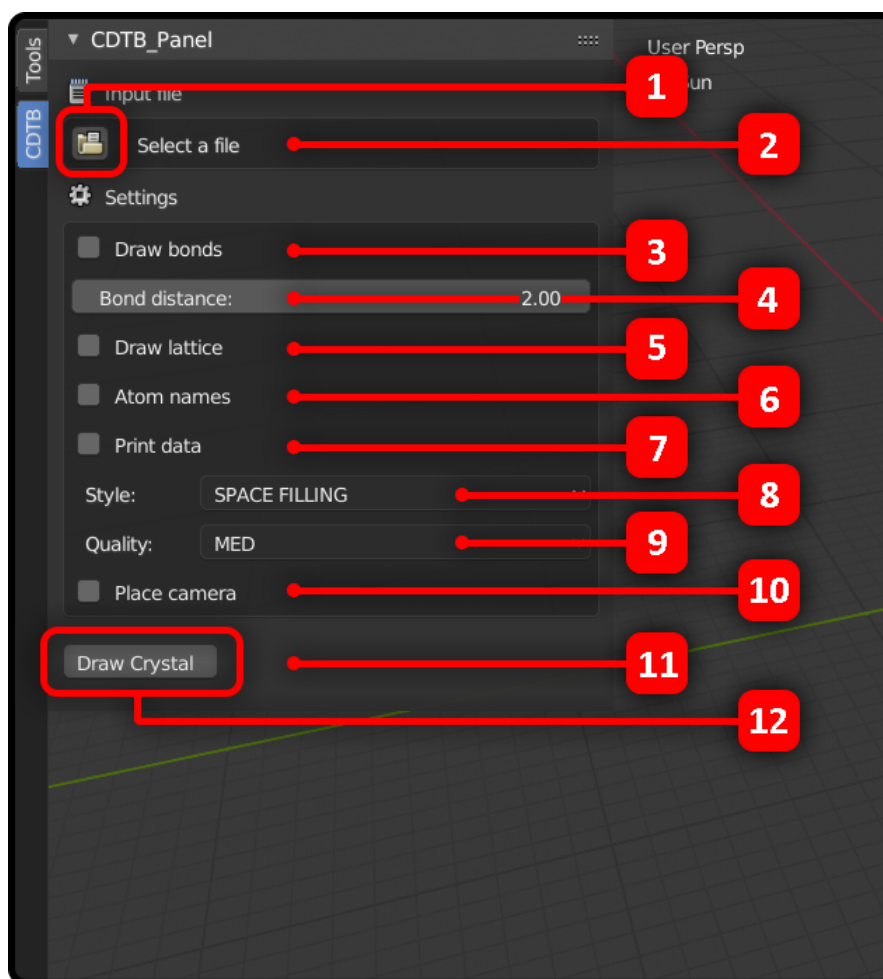 Tools
CDTB
CDTB_Panel
User Persp
Input file
1
Select a file
2
Settings
Draw bonds
3
Bond distance: 2.00
4
Draw lattice
5
Atom names
6
Print data
7
Style: SPACE FILLING
8
Quality: MED
9
Place camera
10
Draw Crystal
11
12